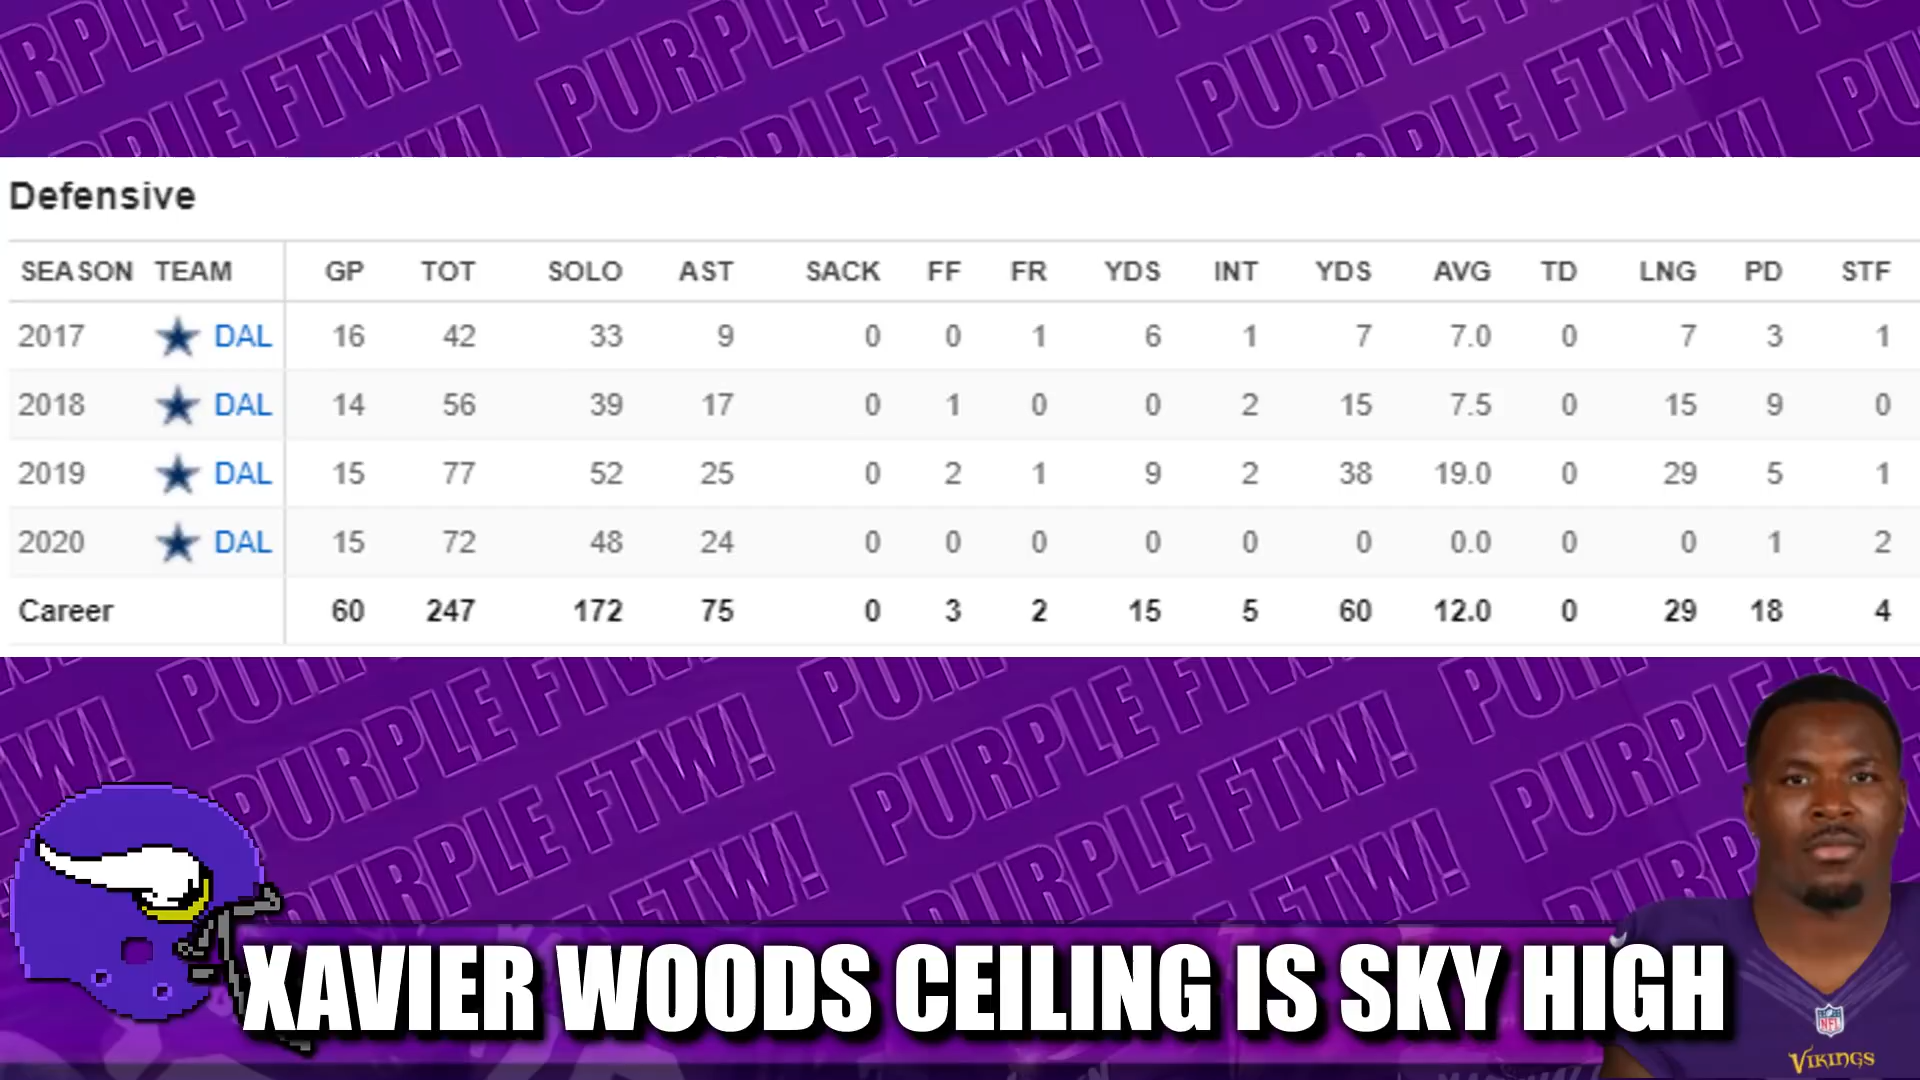 Defensive
SEASON TEAM GP TOT SOLO AST SACK FF FR YDS INT YDS AVG TD LNG PD STF
2017 DAL 16 42 33 9 0 0 1 6 1 7 7.0 0 7 3 1
2018 DAL 14 56 39 17 0 1 0 0 2 15 7.5 0 15 9 0
2019 DAL 15 77 52 25 0 2 1 9 2 38 19.0 0 29 5 1
2020 DAL 15 72 48 24 0 0 0 0 0 0 0.0 0 0 1 2
Career 60 247 172 75 0 3 2 15 5 60 12.0 0 29 18 4
PURPLE FTW!
XAVIER WOODS CEILING IS SKY HIGH
NFL
VIKINGS